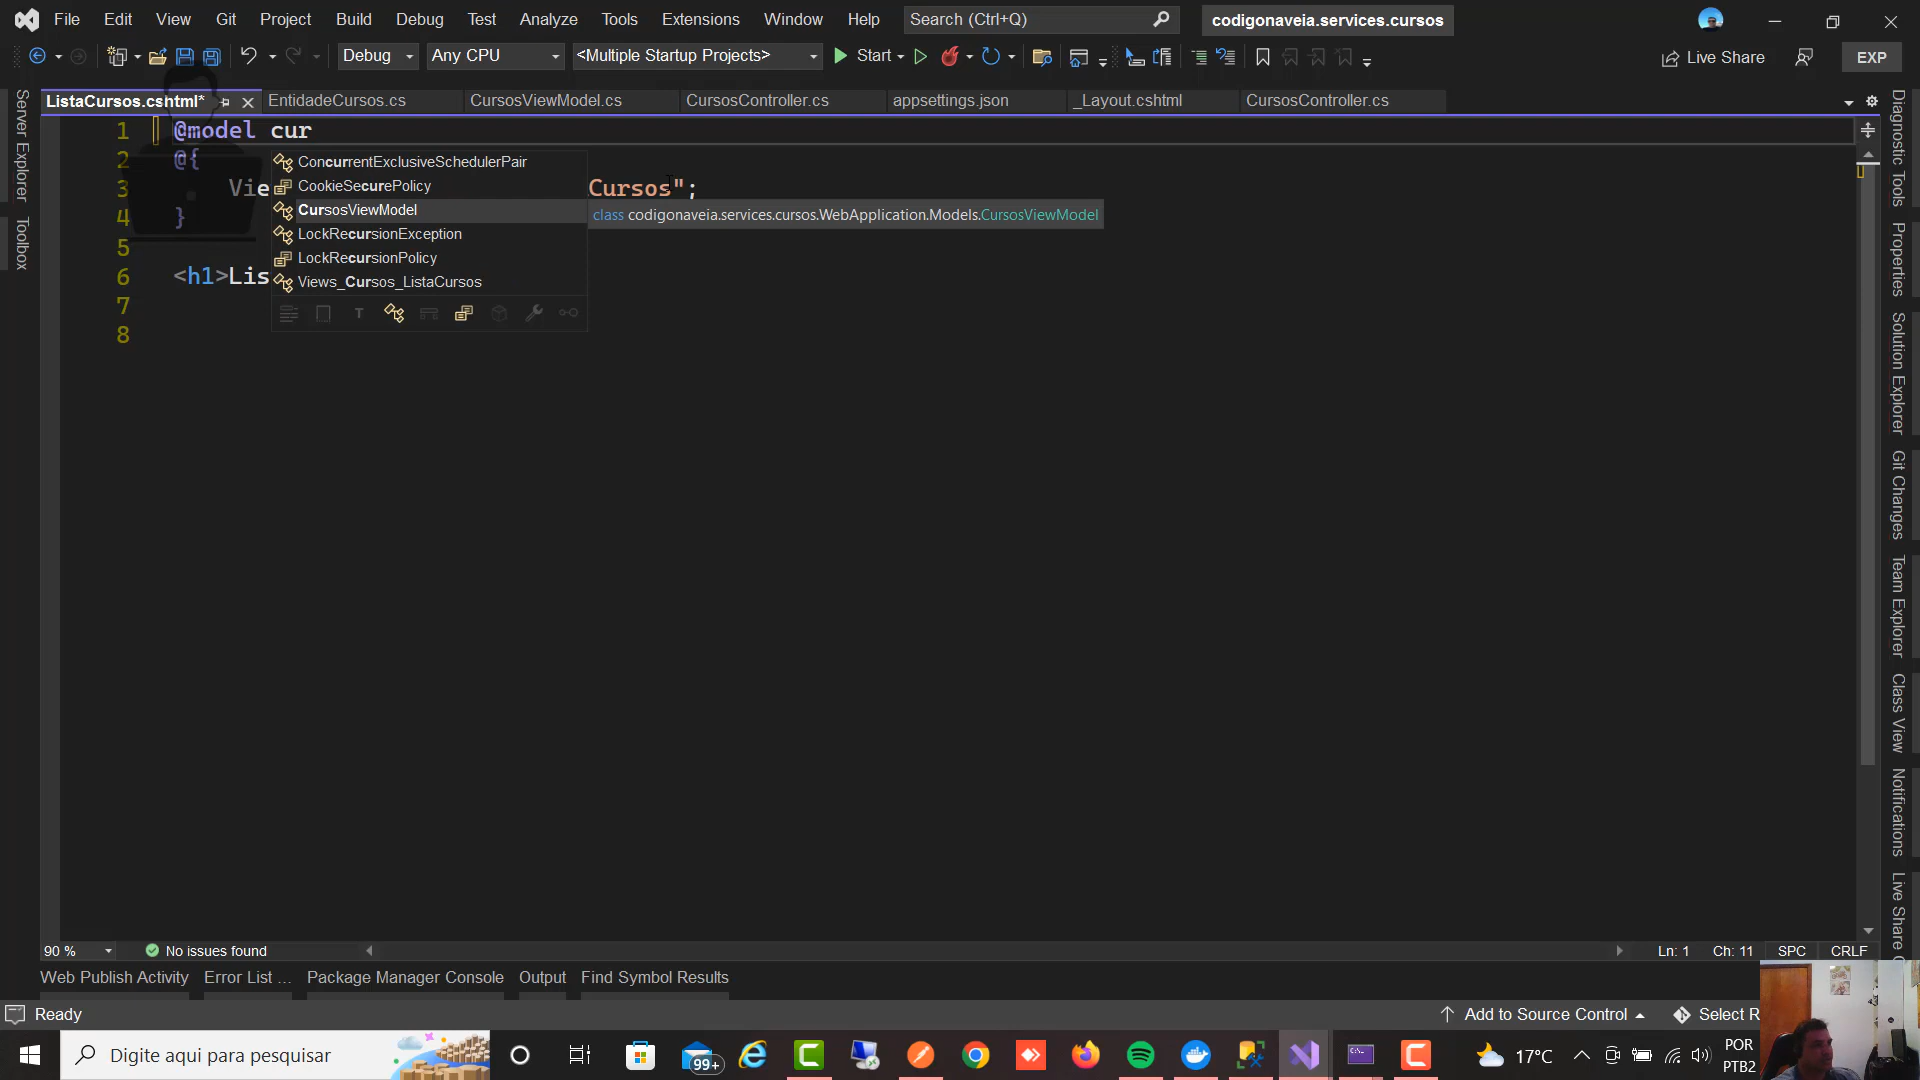 File Edit View Git Project Build Debug Test Analyze Tools Extensions Window Help Search (Ctrl+Q) codigonaveia.services.cursos
Debug Any CPU <Multiple Startup Projects> Start Live Share EXP
ListaCursos.cshtml* EntidadeCursos.cs CursosViewModel.cs CursosController.cs appsettings.json _Layout.cshtml CursosController.cs
Server Explorer
Toolbox
1 @model cur
2 @{
3 Vie Cursos";
4 }
5
6 <h1>Lis
7
8
ConcurrentExclusiveSchedulerPair
CookieSecurePolicy
CursosViewModel
LockRecursionException
LockRecursionPolicy
Views_Cursos_ListaCursos
class codigonaveia.services.cursos.WebApplication.Models.CursosViewModel
Diagnostic Tools
Properties
Solution Explorer
Git Changes
Team Explorer
Class View
Notifications
Live Share
90 % No issues found Ln: 1 Ch: 11 SPC CRLF
Web Publish Activity Error List ... Package Manager Console Output Find Symbol Results
Ready Add to Source Control Select R
Digite aqui para pesquisar 99+ 17°C POR
PTB2